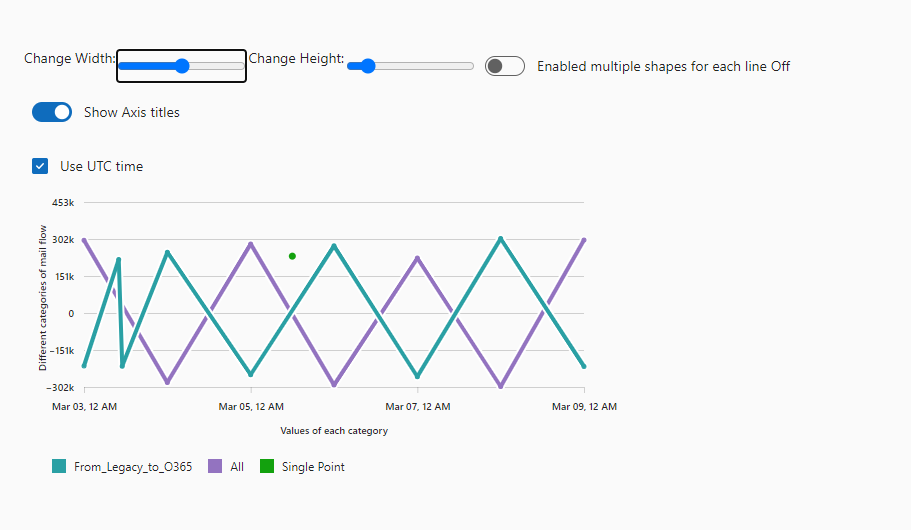 Change Width:
Change Height:
Enabled multiple shapes for each line Off
Show Axis titles
Use UTC time
453k
302k
151k
0
−151k
−302k
Different categories of mail flow
Mar 03, 12 AM
Mar 05, 12 AM
Mar 07, 12 AM
Mar 09, 12 AM
Values of each category
From_Legacy_to_O365
All
Single Point